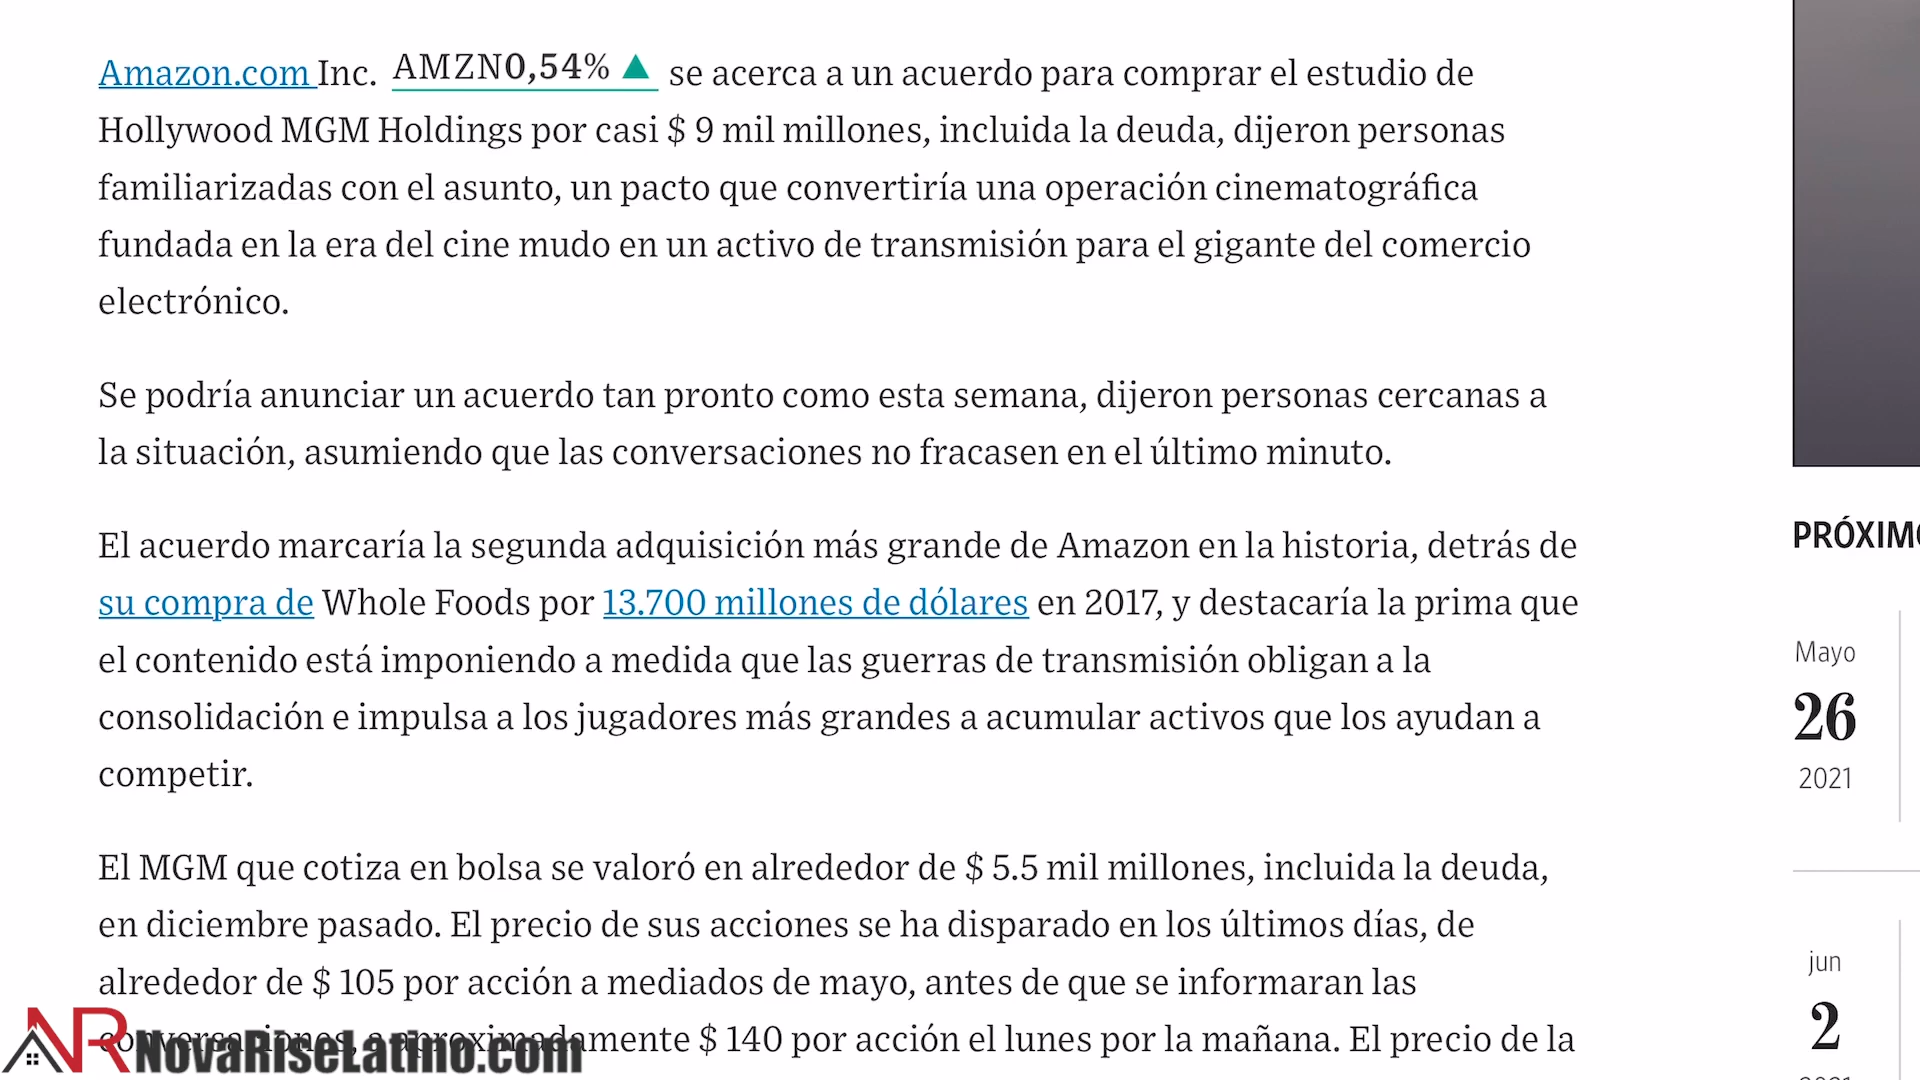 Amazon.com Inc. AMZN0,54% ▲ se acerca a un acuerdo para comprar el estudio de
Hollywood MGM Holdings por casi $ 9 mil millones, incluida la deuda, dijeron personas
familiarizadas con el asunto, un pacto que convertiría una operación cinematográfica
fundada en la era del cine mudo en un activo de transmisión para el gigante del comercio
electrónico.
Se podría anunciar un acuerdo tan pronto como esta semana, dijeron personas cercanas a
la situación, asumiendo que las conversaciones no fracasen en el último minuto.
El acuerdo marcaría la segunda adquisición más grande de Amazon en la historia, detrás de
su compra de Whole Foods por 13.700 millones de dólares en 2017, y destacaría la prima que
el contenido está imponiendo a medida que las guerras de transmisión obligan a la
consolidación e impulsa a los jugadores más grandes a acumular activos que los ayudan a
competir.
El MGM que cotiza en bolsa se valoró en alrededor de $ 5.5 mil millones, incluida la deuda,
en diciembre pasado. El precio de sus acciones se ha disparado en los últimos días, de
alrededor de $ 105 por acción a mediados de mayo, antes de que se informaran las
conversaciones, a aproximadamente $ 140 por acción el lunes por la mañana. El precio de la
NR NovaRiseLatino.com
PRÓXIMO
Mayo
26
2021
jun
2